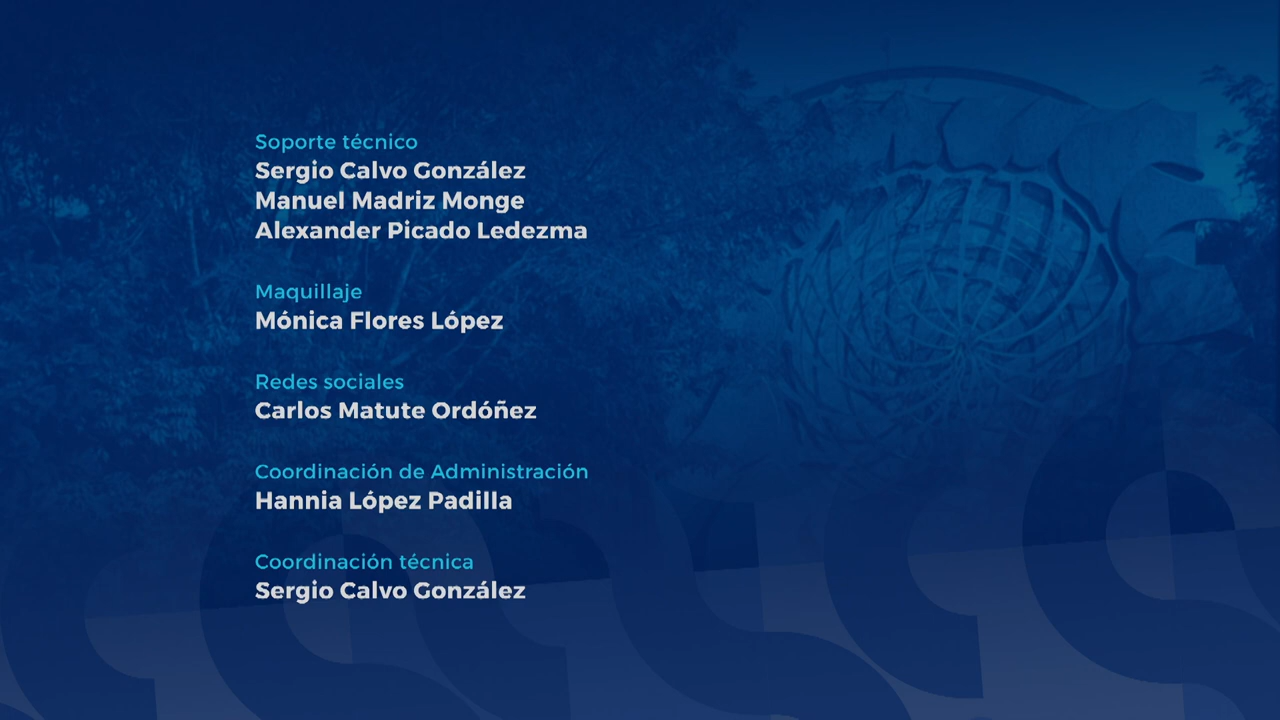 Soporte técnico
Sergio Calvo González
Manuel Madriz Monge
Alexander Picado Ledezma
Maquillaje
Mónica Flores López
Redes sociales
Carlos Matute Ordóñez
Coordinación de Administración
Hannia López Padilla
Coordinación técnica
Sergio Calvo González